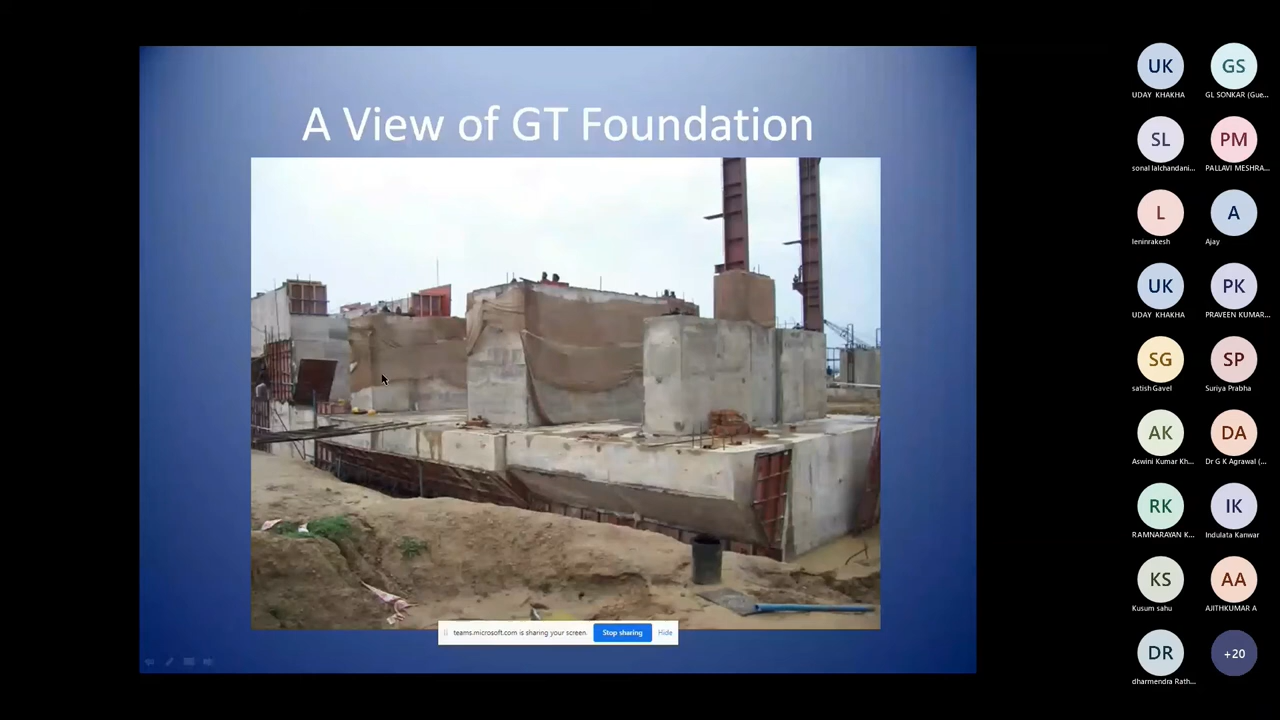 A View of GT Foundation
teams.microsoft.com is sharing your screen.
Stop sharing
Hide
UK
UDAY KHAKHA
GS
GL SONKAR (Gue...
SL
sonal lalchandani...
PM
PALLAVI MESHRA...
L
leninrakesh
A
Ajay
UK
UDAY KHAKHA
PK
PRAVEEN KUMAR...
SG
satish Gavel
SP
Suriya Prabha
AK
Aswini Kumar Kh...
DA
Dr G K Agrawal (...
RK
RAMNARAYAN K...
IK
Indulata Kanwar
KS
Kusum sahu
AA
AJITHKUMAR A
DR
dharmendra Rath...
+20